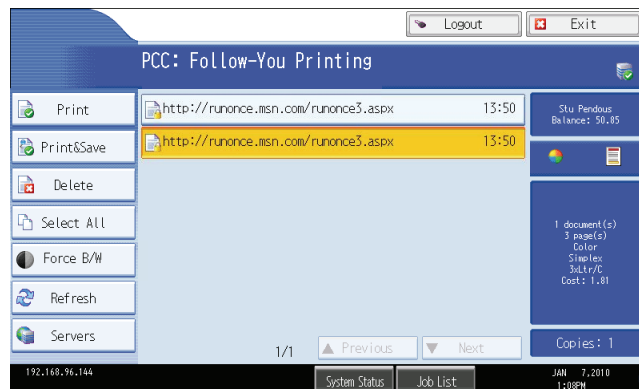 Logout
Exit
PCC: Follow-You Printing
Print
Print&Save
Delete
Select All
Force B/W
Refresh
Servers
http://runonce.msn.com/runonce3.aspx 13:50
http://runonce.msn.com/runonce3.aspx 13:50
1/1
Previous
Next
Stu Pendous
Balance: 50.85
1 document(s)
3 page(s)
Color
Simplex
3xLtr/C
Cost: 1.81
Copies: 1
192.168.96.144
System Status
Job List
JAN 7,2010
1:08PM